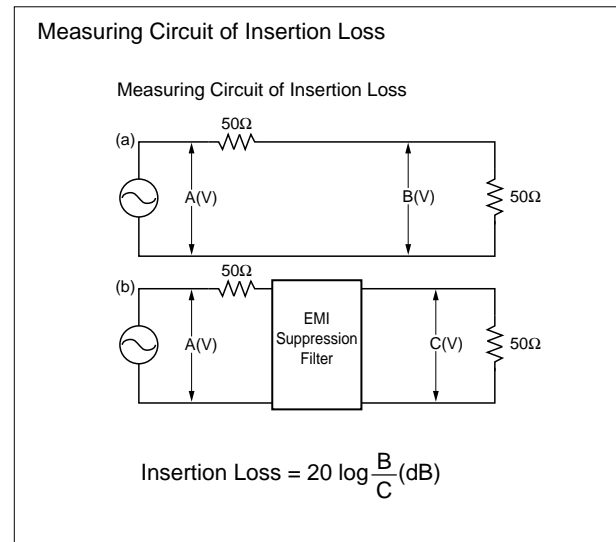 Measuring Circuit of Insertion Loss
Measuring Circuit of Insertion Loss
(a)
50Ω
A(V)
B(V)
50Ω
(b)
50Ω
A(V)
EMI
Suppression
Filter
C(V)
50Ω
Insertion Loss = 20 log B/C (dB)